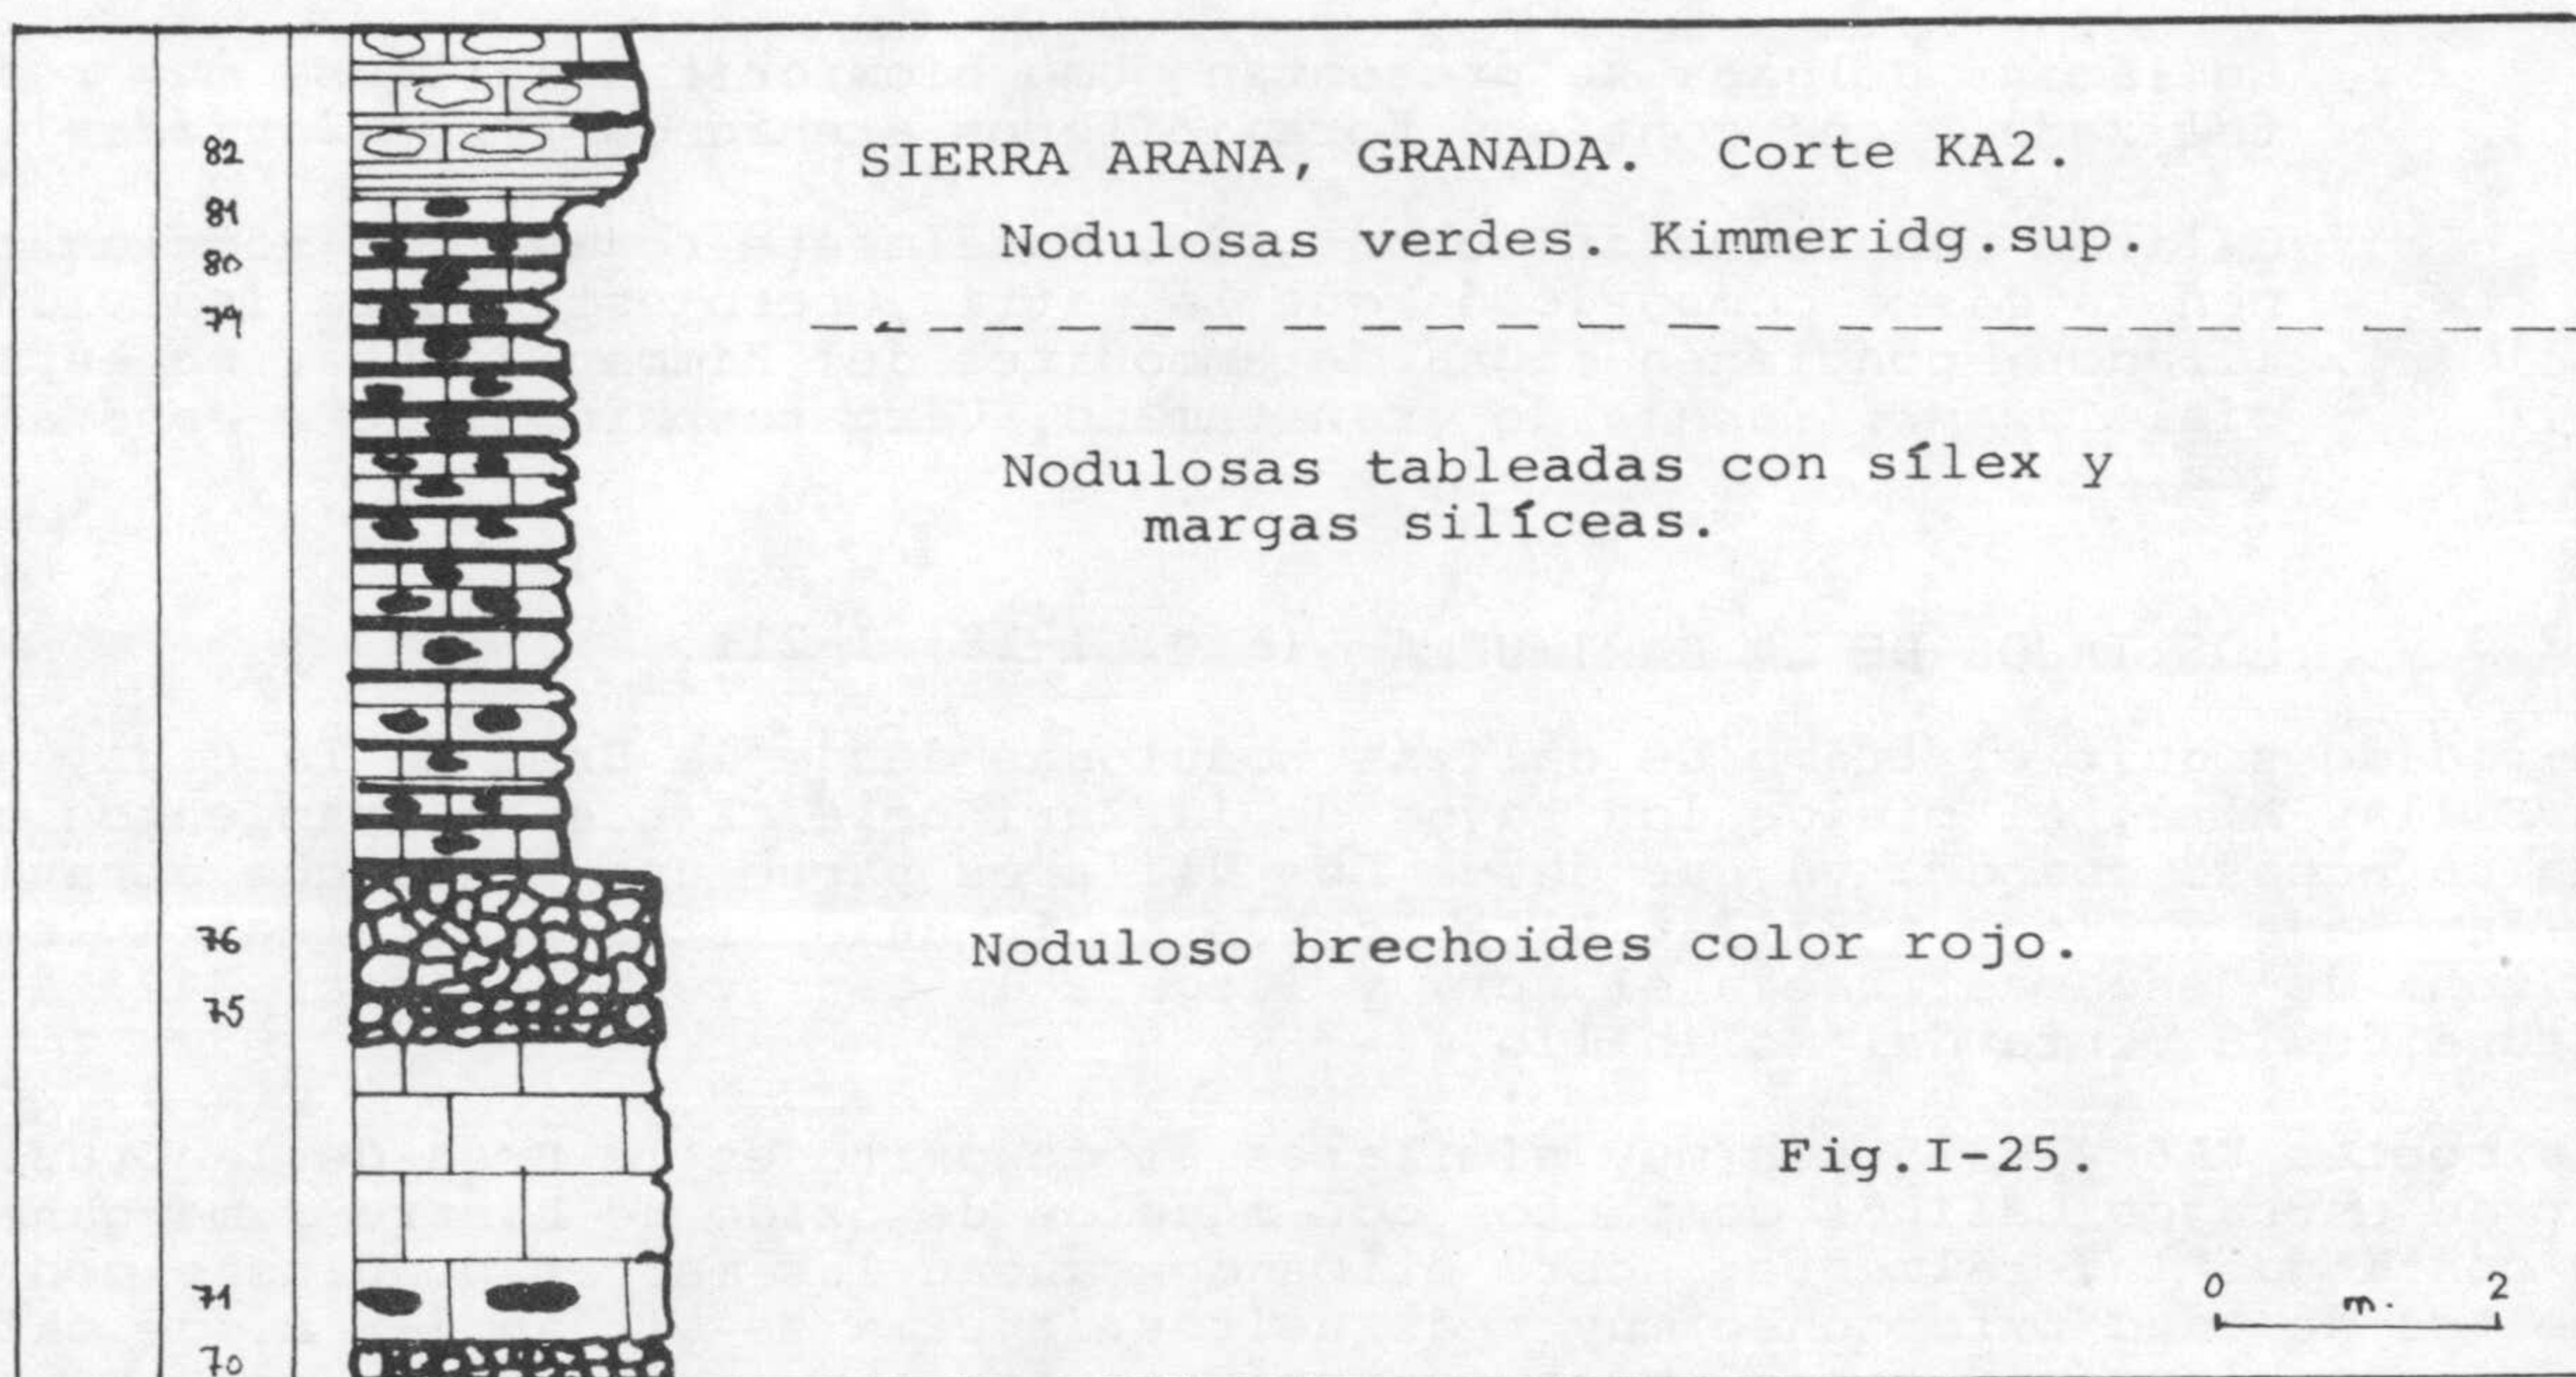 SIERRA ARANA, GRANADA. Corte KA2.
Nodulosas verdes. Kimmeridg.sup.
Nodulosas tableadas con sílex y
margas silíceas.
Noduloso brechoides color rojo.
Fig.I-25.
0 m. 2
82
81
80
79
76
75
71
70